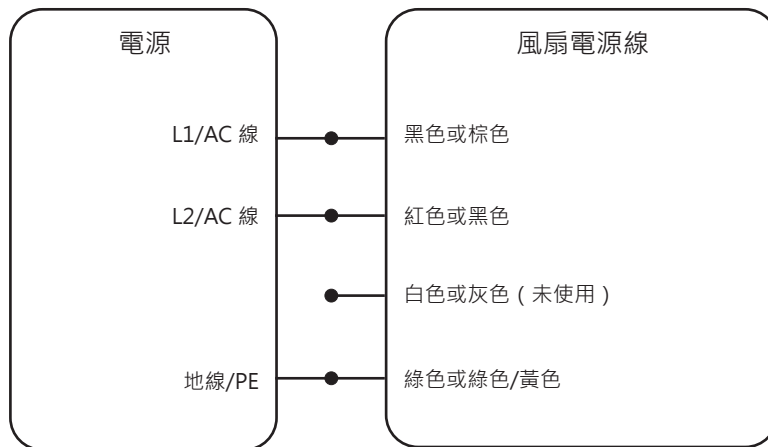 電源
風扇電源線
L1/AC 線
黑色或棕色
L2/AC 線
紅色或黑色
白色或灰色 ( 未使用 )
地線/PE
綠色或綠色/黃色